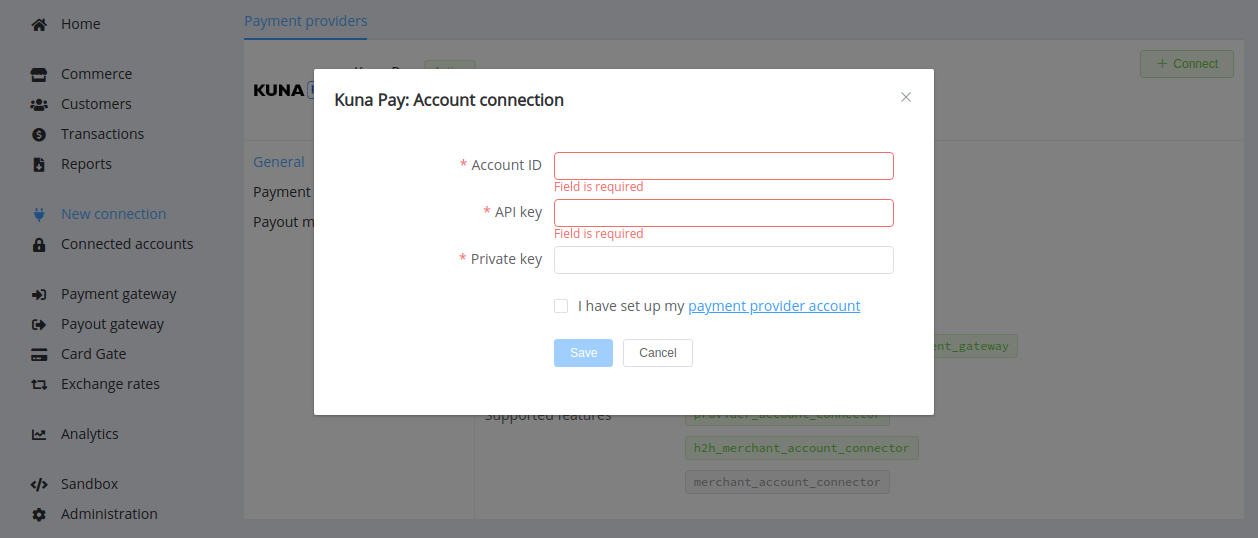 Home
Commerce
Customers
Transactions
Reports
New connection
Connected accounts
Payment gateway
Payout gateway
Card Gate
Exchange rates
Analytics
Sandbox
Administration
Payment providers
KUNA
Connect
General
Payment
Payout m
Kuna Pay: Account connection
* Account ID
Field is required
* API key
Field is required
* Private key
I have set up my payment provider account
Save
Cancel
ent_gateway
Supported features
provider_account_connector
h2h_merchant_account_connector
merchant_account_connector